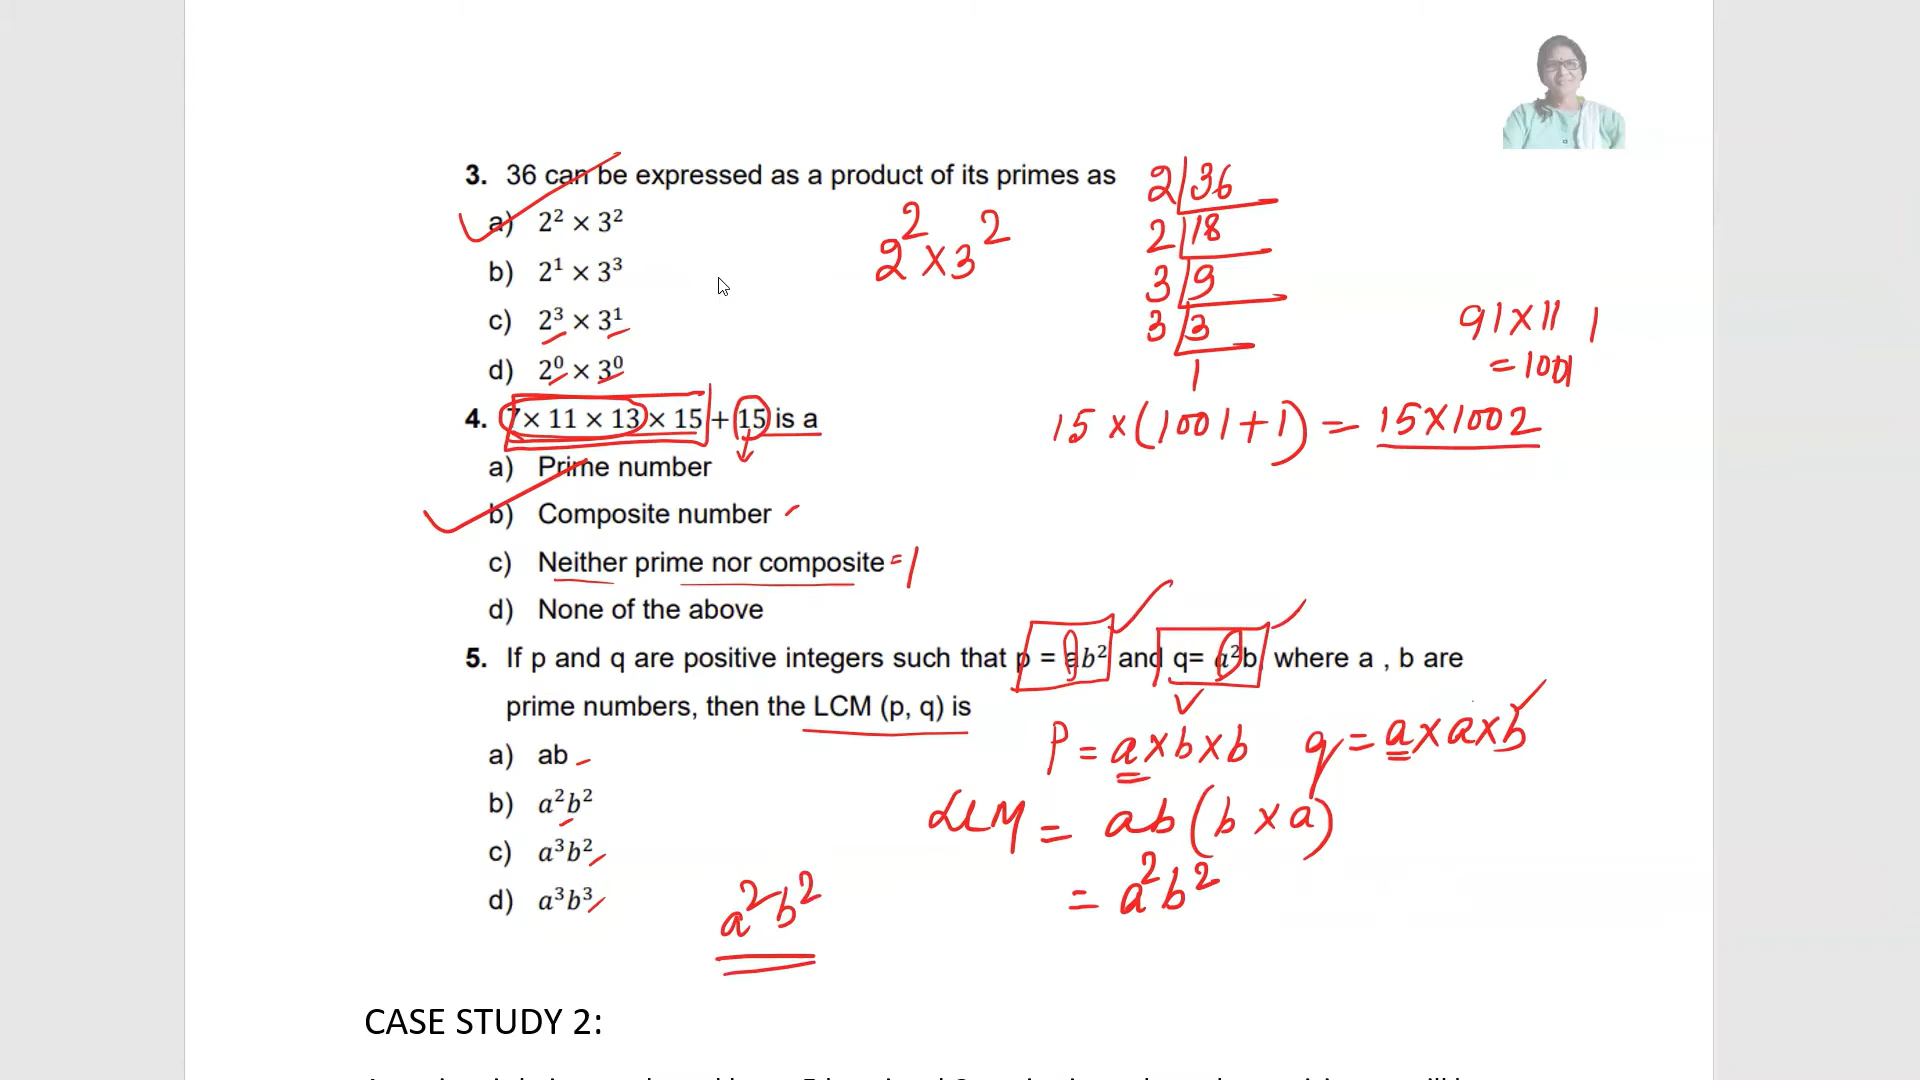 3. 36 can be expressed as a product of its primes as
a) 2² × 3²
b) 2¹ × 3³
c) 2³ × 3¹
d) 2⁰ × 3⁰
2² × 3²
2 | 36
2 | 18
3 | 9
3 | 3
1
91 × 11 1
= 1001
4. 7 × 11 × 13 × 15 + 15 is a
15 × (1001 + 1) = 15 × 1002
a) Prime number
b) Composite number
c) Neither prime nor composite = 1
d) None of the above
5. If p and q are positive integers such that p = ab² and q= a²b, where a , b are
prime numbers, then the LCM (p, q) is
a) ab
b) a²b²
c) a³b²
d) a³b³
P = a × b × b q = a × a × b
LCM = ab (b × a)
= a²b²
a²b²
CASE STUDY 2: